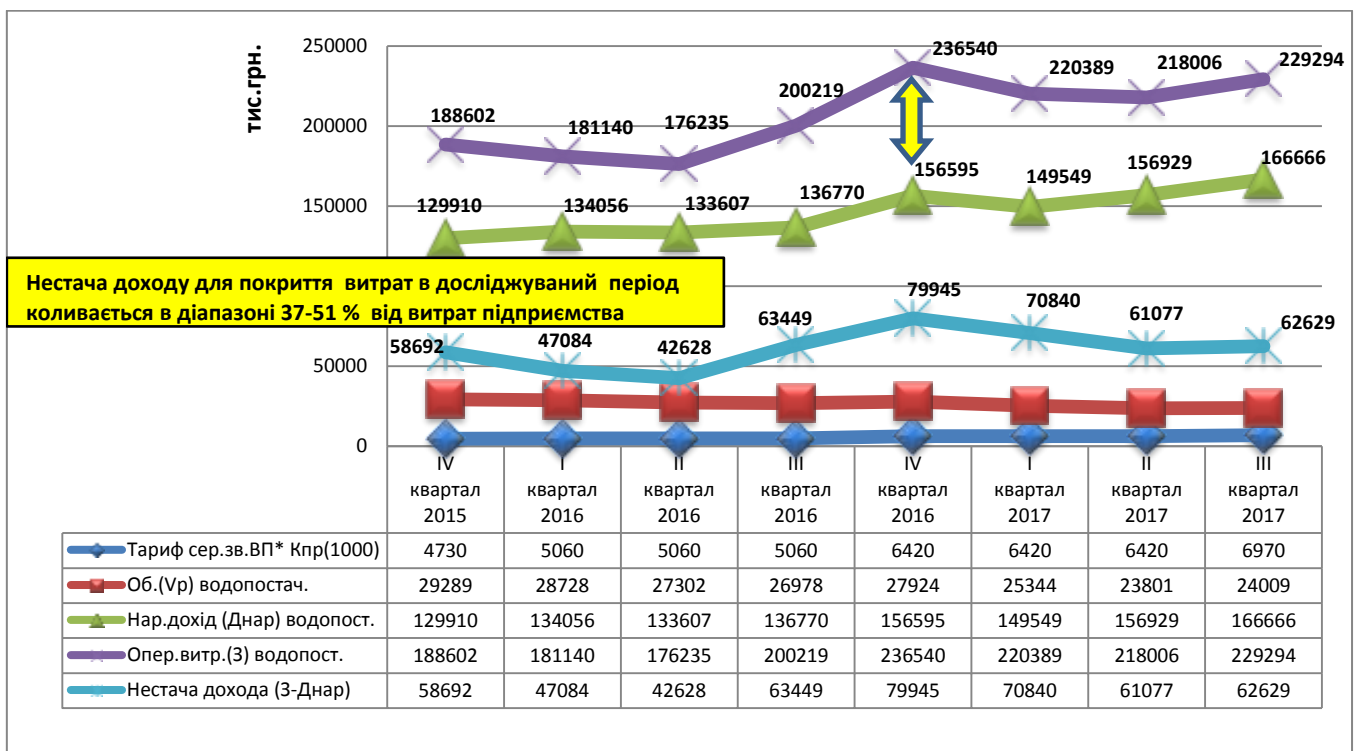 тис.грн.
250000
200000
150000
50000
0
188602
181140
176235
200219
236540
220389
218006
229294
129910
134056
133607
136770
156595
149549
156929
166666
Нестача доходу для покриття витрат в досліджуваний період
коливається в діапазоні 37-51 % від витрат підприємства
58692
47084
42628
63449
79945
70840
61077
62629
IV квартал 2015
I квартал 2016
II квартал 2016
III квартал 2016
IV квартал 2016
I квартал 2017
II квартал 2017
III квартал 2017
Тариф сер.зв.ВП* Кпр(1000) 4730 5060 5060 5060 6420 6420 6420 6970
Об.(Vр) водопостач. 29289 28728 27302 26978 27924 25344 23801 24009
Нар.дохід (Днар) водопост. 129910 134056 133607 136770 156595 149549 156929 166666
Опер.витр.(З) водопост. 188602 181140 176235 200219 236540 220389 218006 229294
Нестача дохода (З-Днар) 58692 47084 42628 63449 79945 70840 61077 62629